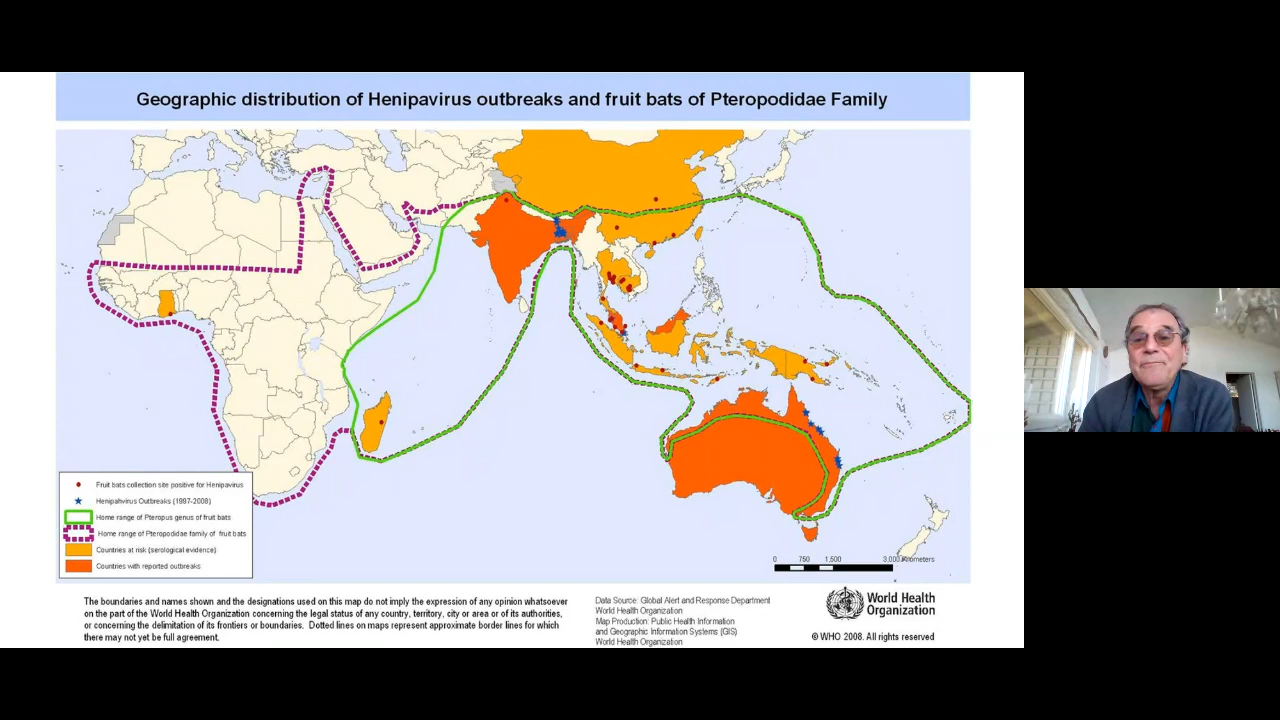 Geographic distribution of Henipavirus outbreaks and fruit bats of Pteropodidae Family
Fruit bats collection site positive for Henipavirus
Henipahvirus Outbreaks (1997-2008)
Home range of Pteropus genus of fruit bats
Home range of Pteropodidae family of fruit bats
Countries at risk (serological evidence)
Countries with reported outbreaks
0 750 1,500 3,000 Kilometers
The boundaries and names shown and the designations used on this map do not imply the expression of any opinion whatsoever
on the part of the World Health Organization concerning the legal status of any country, territory, city or area or of its authorities,
or concerning the delimitation of its frontiers or boundaries. Dotted lines on maps represent approximate border lines for which
there may not yet be full agreement.
Data Source: Global Alert and Response Department
World Health Organization
Map Production: Public Health Information
and Geographic Information Systems (GIS)
World Health Organization
World Health
Organization
© WHO 2008. All rights reserved